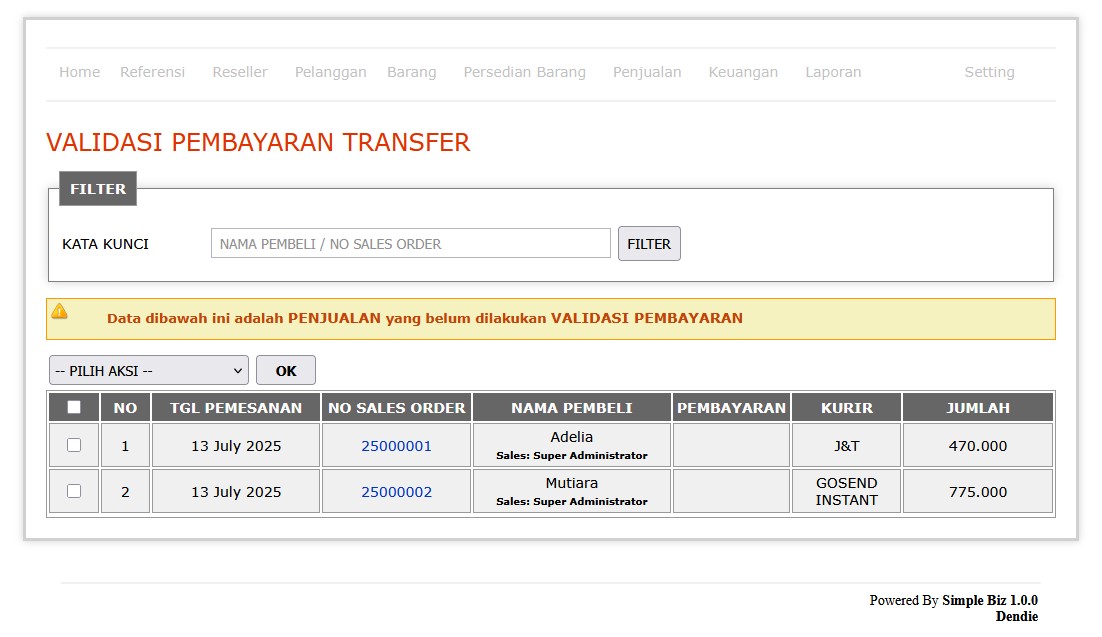 Home Referensi Reseller Pelanggan Barang Persedian Barang Penjualan Keuangan Laporan Setting
VALIDASI PEMBAYARAN TRANSFER
FILTER
KATA KUNCI NAMA PEMBELI / NO SALES ORDER FILTER
Data dibawah ini adalah PENJUALAN yang belum dilakukan VALIDASI PEMBAYARAN
-- PILIH AKSI -- OK
NO TGL PEMESANAN NO SALES ORDER NAMA PEMBELI PEMBAYARAN KURIR JUMLAH
1 13 July 2025 25000001 Adelia J&T 470.000
Sales: Super Administrator
2 13 July 2025 25000002 Mutiara GOSEND 775.000
Sales: Super Administrator INSTANT
Powered By Simple Biz 1.0.0
Dendie